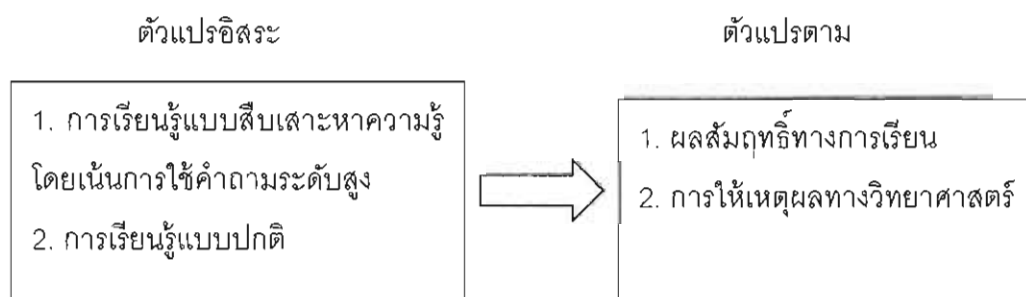 ตัวแปรอิสระ
1. การเรียนรู้แบบสืบเสาะหาความรู้
โดยเน้นการใช้คำถามระดับสูง
2. การเรียนรู้แบบปกติ
ตัวแปรตาม
1. ผลสัมฤทธิ์ทางการเรียน
2. การให้เหตุผลทางวิทยาศาสตร์